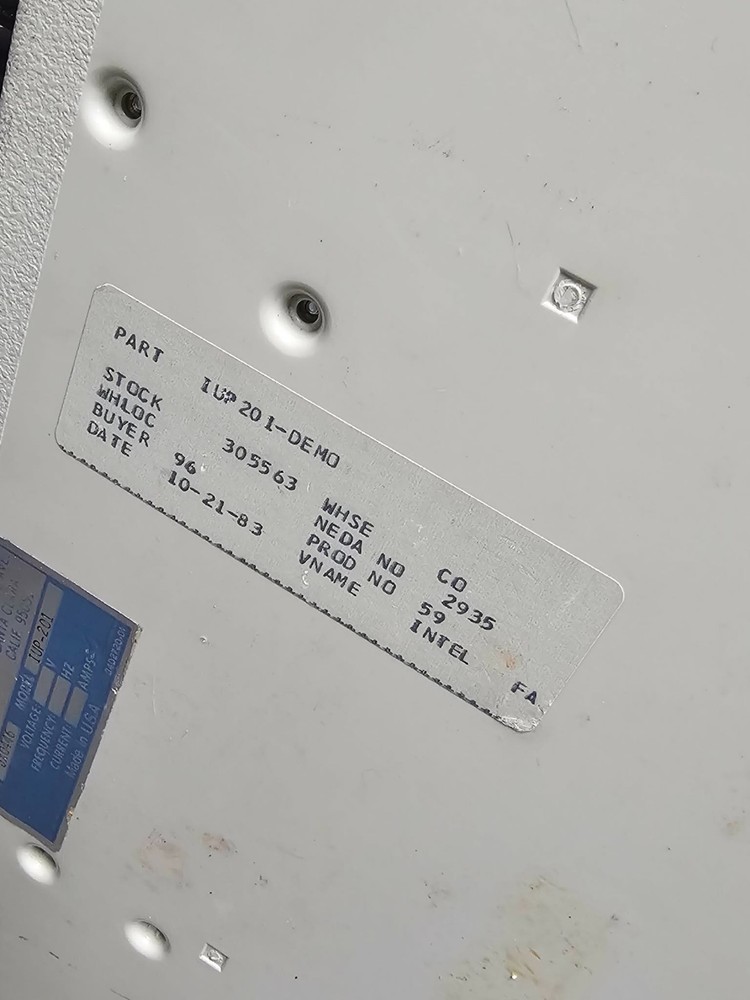 PART IUP201-DEMO
STOCK 305563 WHSE CO
WHLOC NEDA NO 2935
BUYER 96 PROD NO 59
DATE 10-21-83 VNAME INTEL FA
CALIF 
MODEL IUP-201
VOLTAGE V
FREQUENCY HZ
CURRENT AMPS
Made in U.S.A